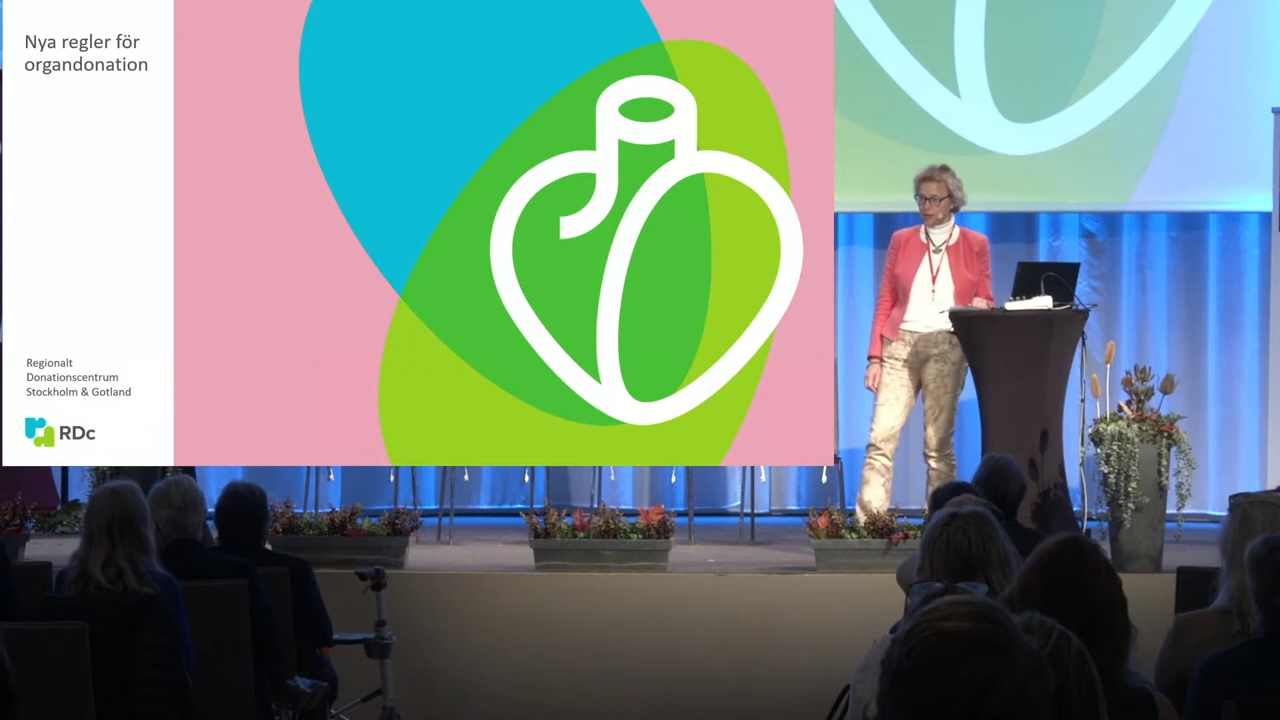 Nya regler för
organdonation
Regionalt
Donationscentrum
Stockholm & Gotland
RDc